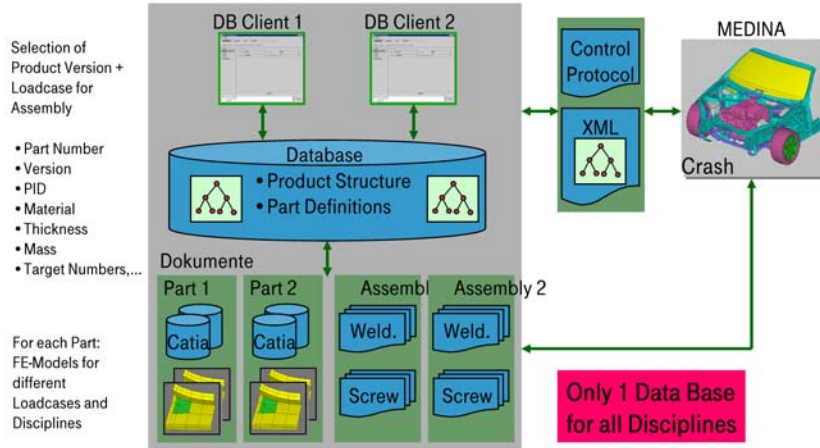 DB Client 1
DB Client 2
MEDINA
Selection of
Product Version +
Loadcase for
Assembly
Control
Protocol
XML
Crash
• Part Number
• Version
• PID
• Material
• Thickness
• Mass
• Target Numbers,...
Database
• Product Structure
• Part Definitions
Dokumente
Part 1
Part 2
Assembl
Assembly 2
Catia
Catia
Weld.
Weld.
Screw
Screw
For each Part:
FE-Models for
different
Loadcases and
Disciplines
Only 1 Data Base
for all Disciplines